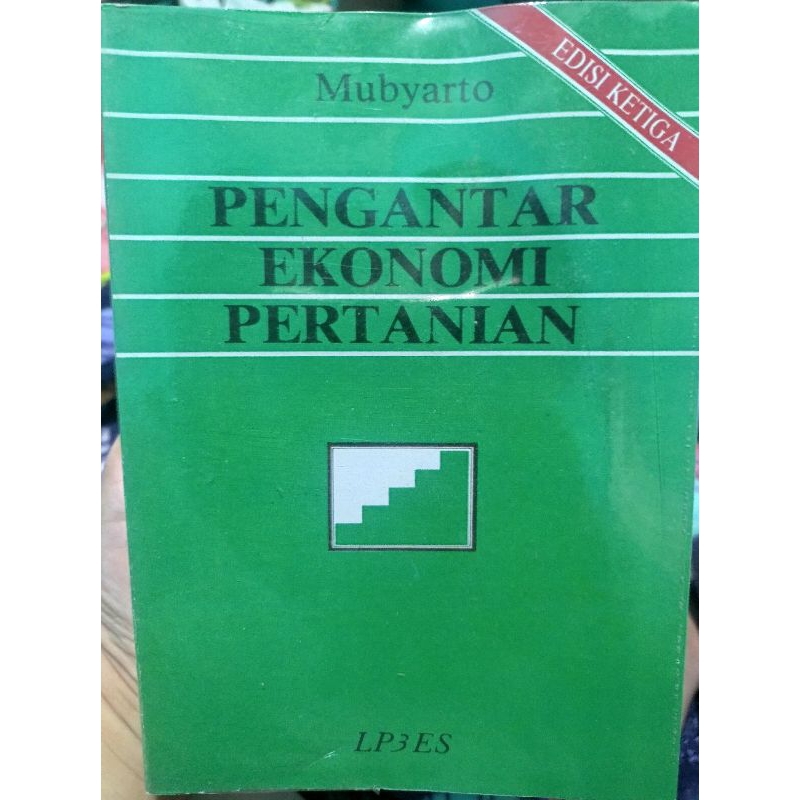 Mubyarto
EDISI KETIGA
PENGANTAR
EKONOMI
PERTANIAN
LP3ES